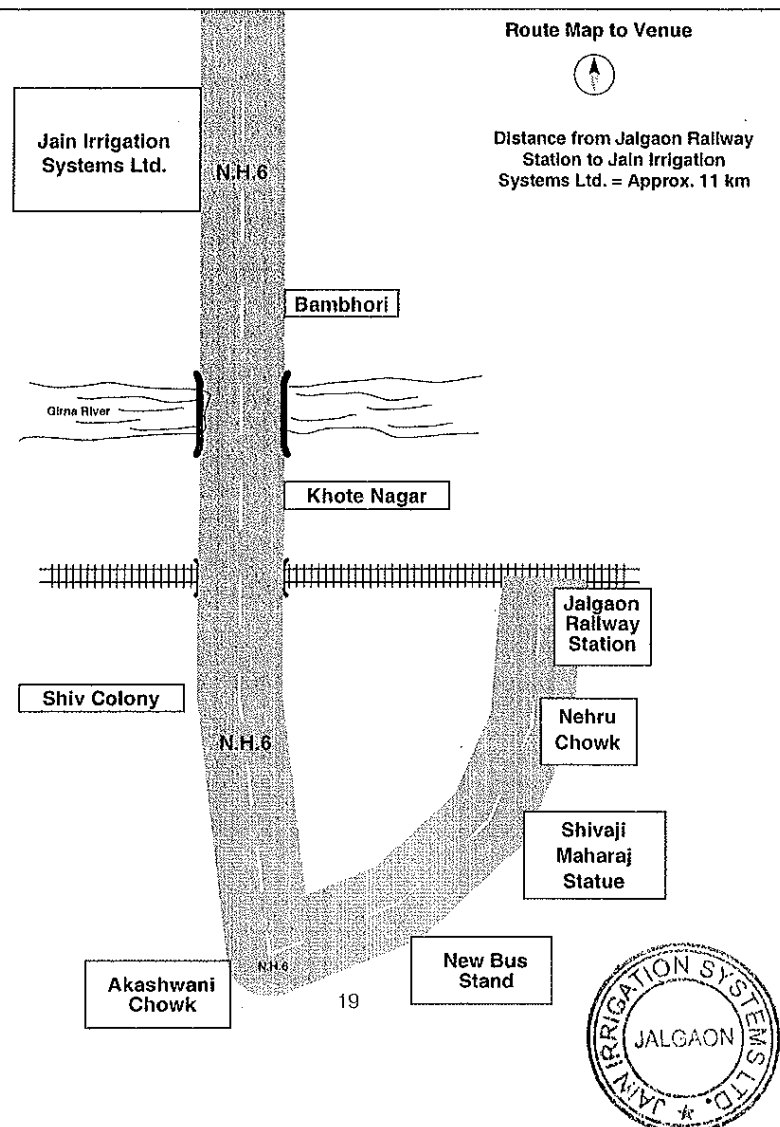 Route Map to Venue
Distance from Jalgaon Railway
Station to Jain Irrigation
Systems Ltd. = Approx. 11 km
Jain Irrigation
Systems Ltd.
N.H.6
Bambhori
Girna River
Khote Nagar
Jalgaon
Railway
Station
Shiv Colony
Nehru
Chowk
N.H.6
Shivaji
Maharaj
Statue
New Bus
Stand
N.H.6
Akashwani
Chowk
19
JAIN IRRIGATION SYSTEMS LTD.
JALGAON